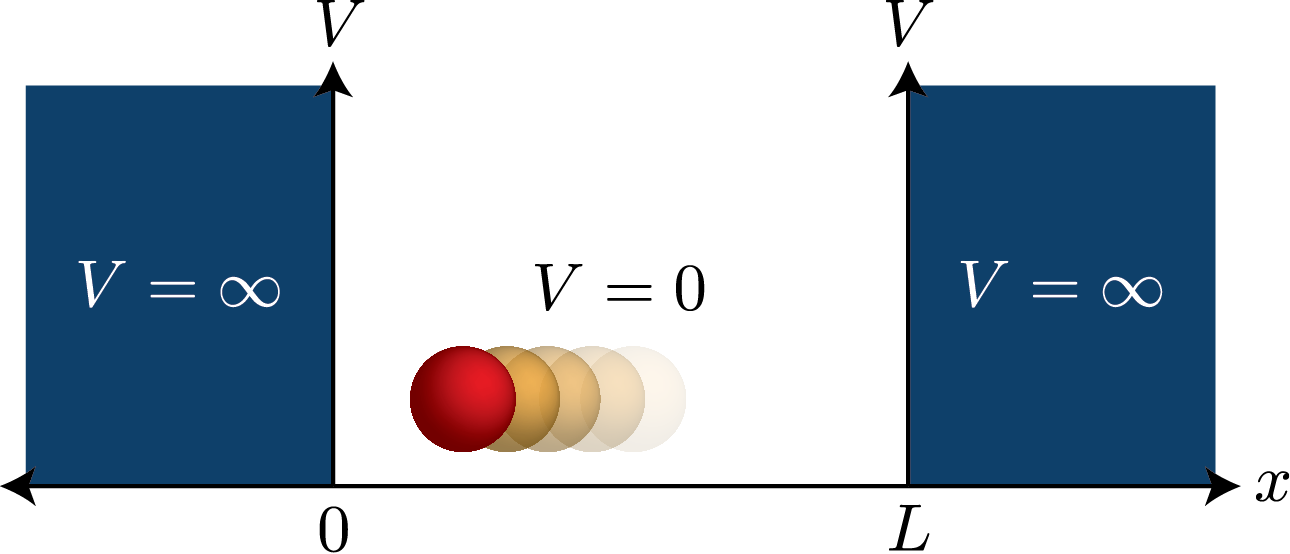 V V
V = ∞ V = 0 V = ∞
x
0 L